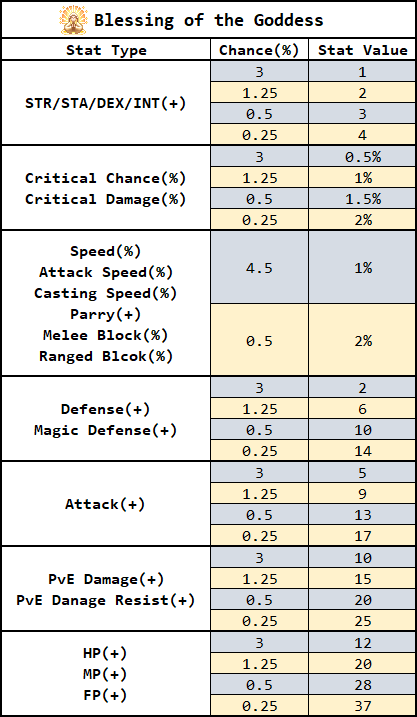 Blessing of the Goddess
Stat Type Chance(%) Stat Value
STR/STA/DEX/INT(+)
3 1
1.25 2
0.5 3
0.25 4
Critical Chance(%)
Critical Damage(%)
3 0.5%
1.25 1%
0.5 1.5%
0.25 2%
Speed(%)
Attack Speed(%)
Casting Speed(%)
Parry(+)
Melee Block(%)
Ranged Blcok(%)
4.5 1%
0.5 2%
Defense(+)
Magic Defense(+)
3 2
1.25 6
0.5 10
0.25 14
Attack(+)
3 5
1.25 9
0.5 13
0.25 17
PvE Damage(+)
PvE Danage Resist(+)
3 10
1.25 15
0.5 20
0.25 25
HP(+)
MP(+)
FP(+)
3 12
1.25 20
0.5 28
0.25 37